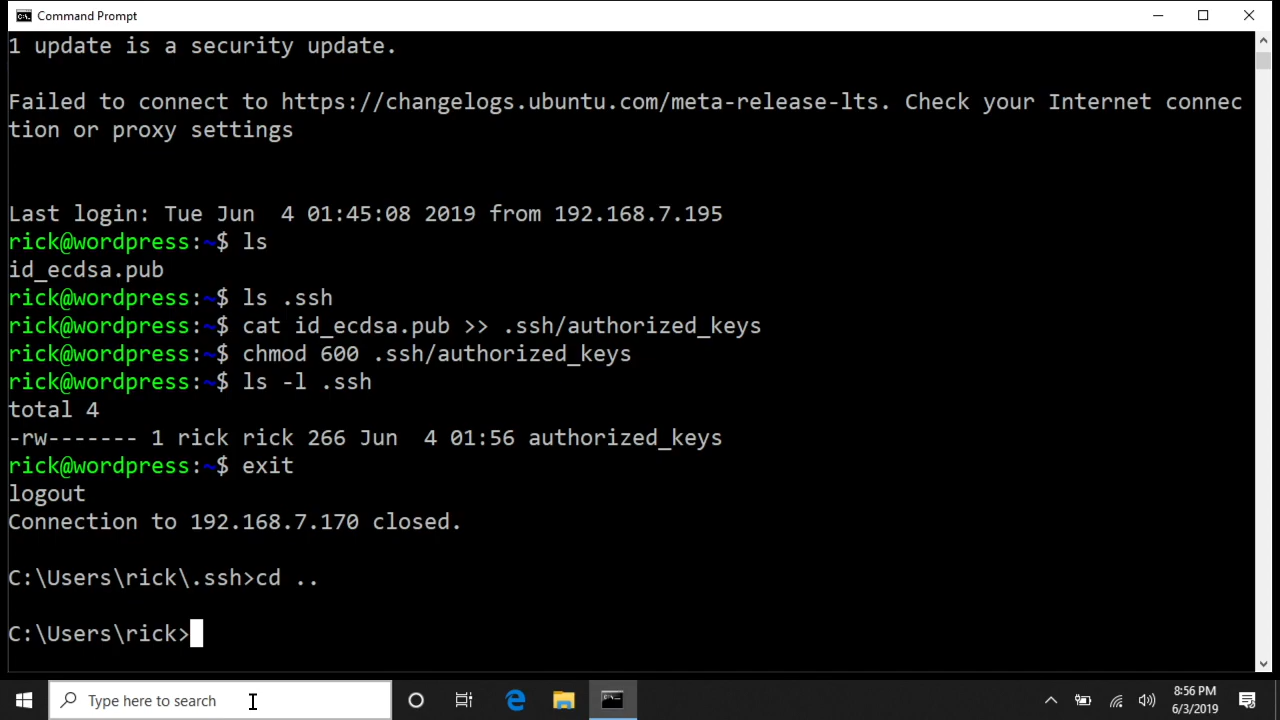 Command Prompt
1 update is a security update.
Failed to connect to https://changelogs.ubuntu.com/meta-release-lts. Check your Internet connec
tion or proxy settings
Last login: Tue Jun  4 01:45:08 2019 from 192.168.7.195
rick@wordpress:~$ ls
id_ecdsa.pub
rick@wordpress:~$ ls .ssh
rick@wordpress:~$ cat id_ecdsa.pub >> .ssh/authorized_keys
rick@wordpress:~$ chmod 600 .ssh/authorized_keys
rick@wordpress:~$ ls -l .ssh
total 4
-rw------- 1 rick rick 266 Jun  4 01:56 authorized_keys
rick@wordpress:~$ exit
logout
Connection to 192.168.7.170 closed.
C:\Users\rick\.ssh>cd ..
C:\Users\rick>
Type here to search
8:56 PM
6/3/2019